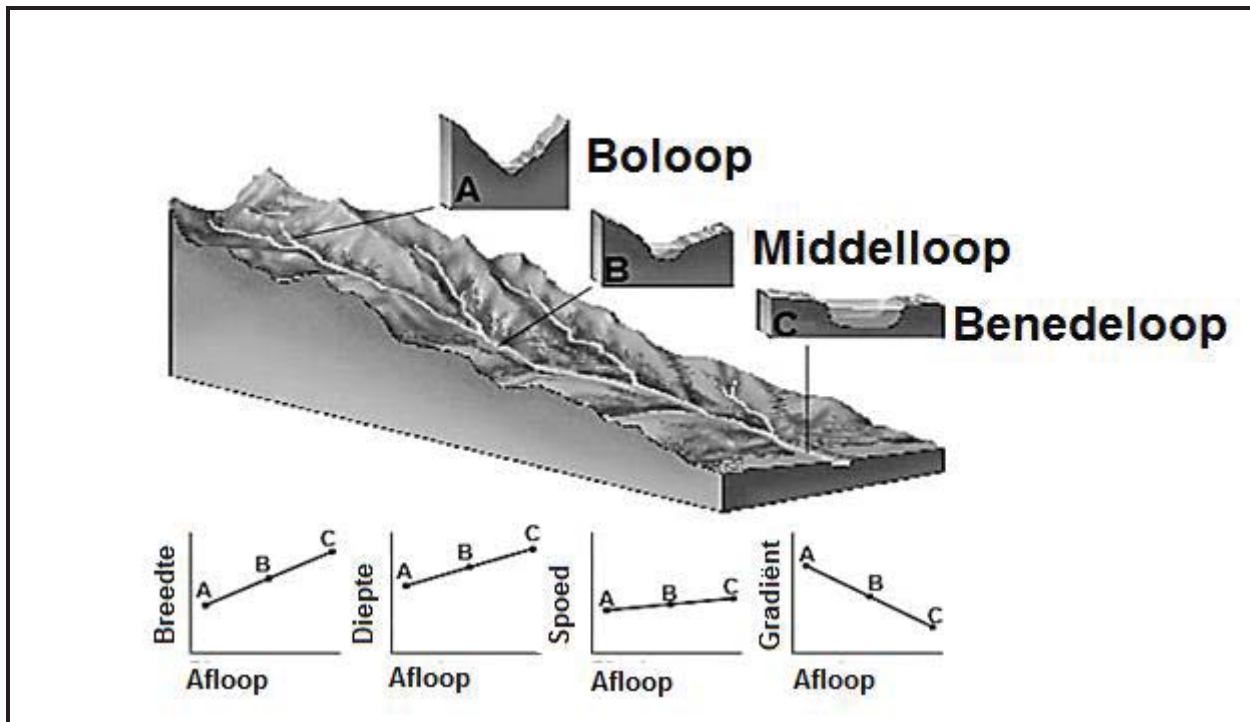 A
Boloop
B
Middelloop
C
Benedeloop
Breedte
A
B
C
Afloop
Diepte
A
B
C
Afloop
Spoed
A
B
C
Afloop
Gradiënt
A
B
C
Afloop